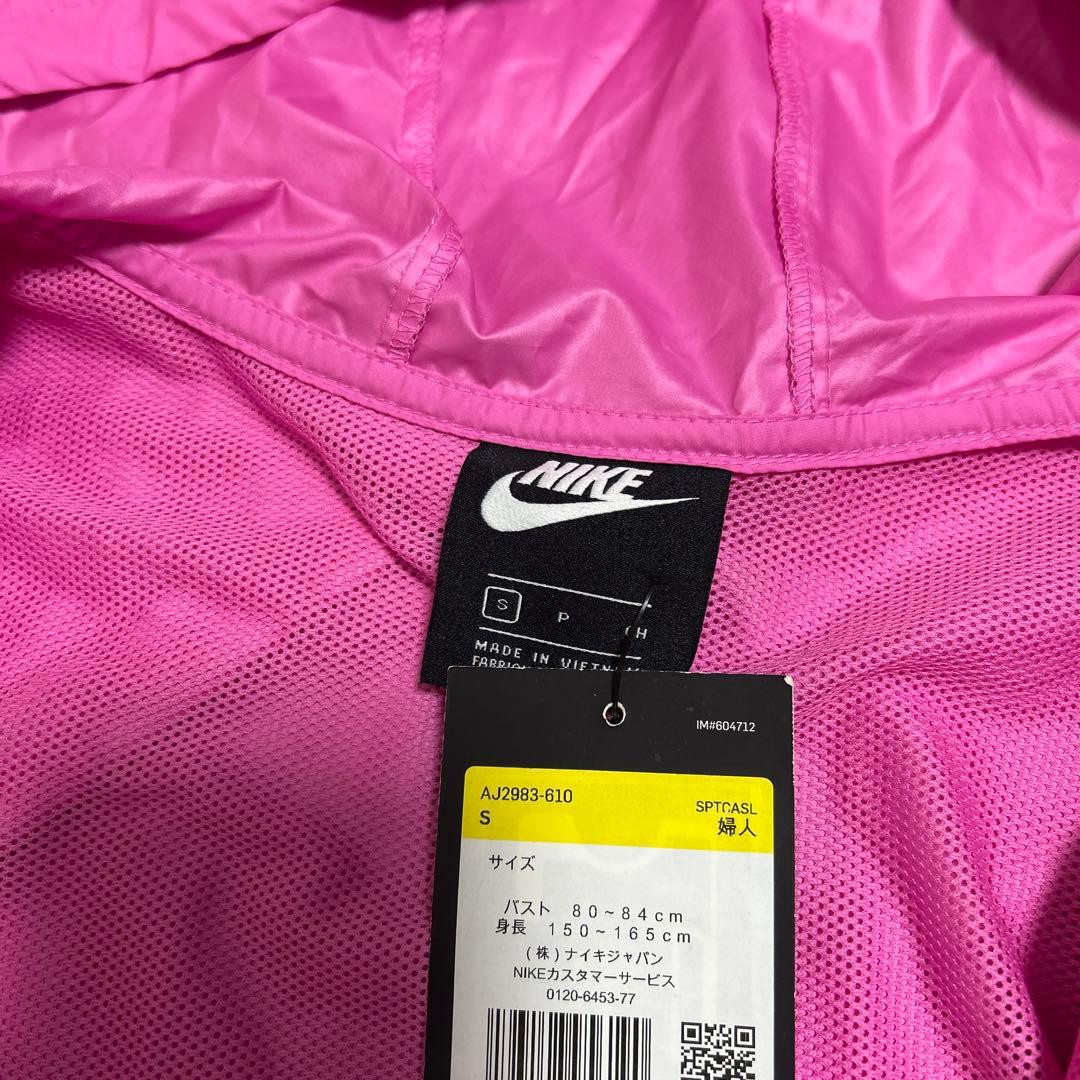 NIKE
S P CH
MADE IN VIETNAM
IM#604712
AJ2983-610
SPTCASL
S
婦人
サイズ
バスト 80~84cm
身長 150~165cm
(株)ナイキジャパン
NIKEカスタマーサービス
0120-6453-77